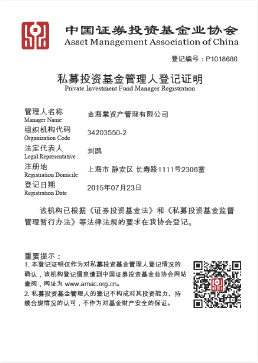 中国证券投资基金业协会
Asset Management Association of China
登记编号：P1018686
私募投资基金管理人登记证明
Private Investment Fund Manager Registration
管理人名称
Manager Name
金海棠资产管理有限公司
组织机构代码
Organization Code
34203550-2
法定代表人
Legal Representative
刘鹍
注册地
Registration Domicile
上海市 静安区 长寿路1111号2306室
登记日期
Registration Date
2015年07月23日
该机构已根据《证券投资基金法》和《私募投资基金监督
管理暂行办法》等法律法规的要求在我协会登记。
重要提示：
1. 本登记证明仅作为对私募投资基金管理人登记情况的
确认，该机构登记信息请到中国证券投资基金业协会网站
查阅，网址为 www.amac.org.cn。
2. 私募投资基金管理人的登记不构成对其投资能力、持
续合规情况的认可，不作为对基金财产安全的保证。